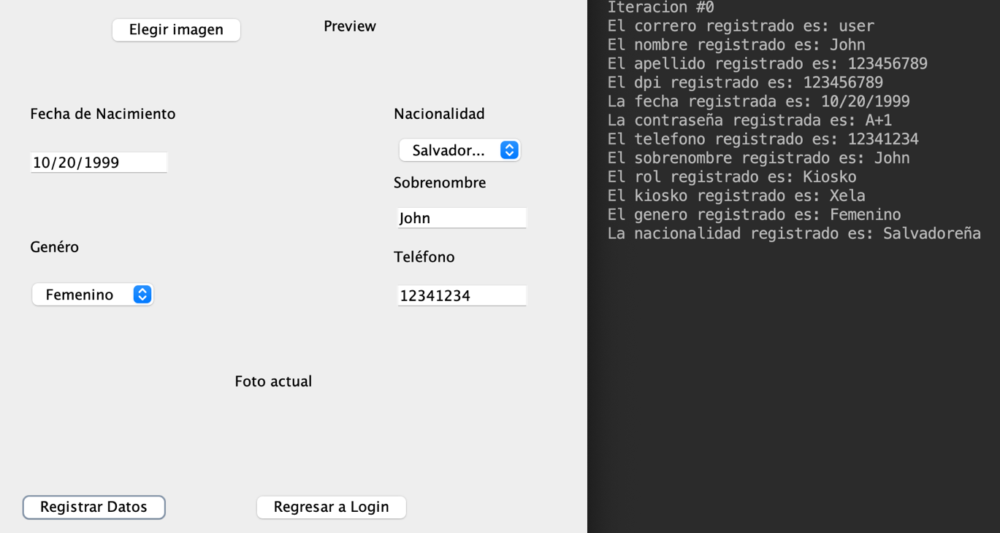 Elegir imagen
Preview
Fecha de Nacimiento
10/20/1999
Genéro
Femenino
Nacionalidad
Salvador...
Sobrenombre
John
Teléfono
12341234
Foto actual
Registrar Datos
Regresar a Login
Iteracion #0
El correro registrado es: user
El nombre registrado es: John
El apellido registrado es: 123456789
El dpi registrado es: 123456789
La fecha registrada es: 10/20/1999
La contraseña registrada es: A+1
El telefono registrado es: 12341234
El sobrenombre registrado es: John
El rol registrado es: Kiosko
El kiosko registrado es: Xela
El genero registrado es: Femenino
La nacionalidad registrado es: Salvadoreña